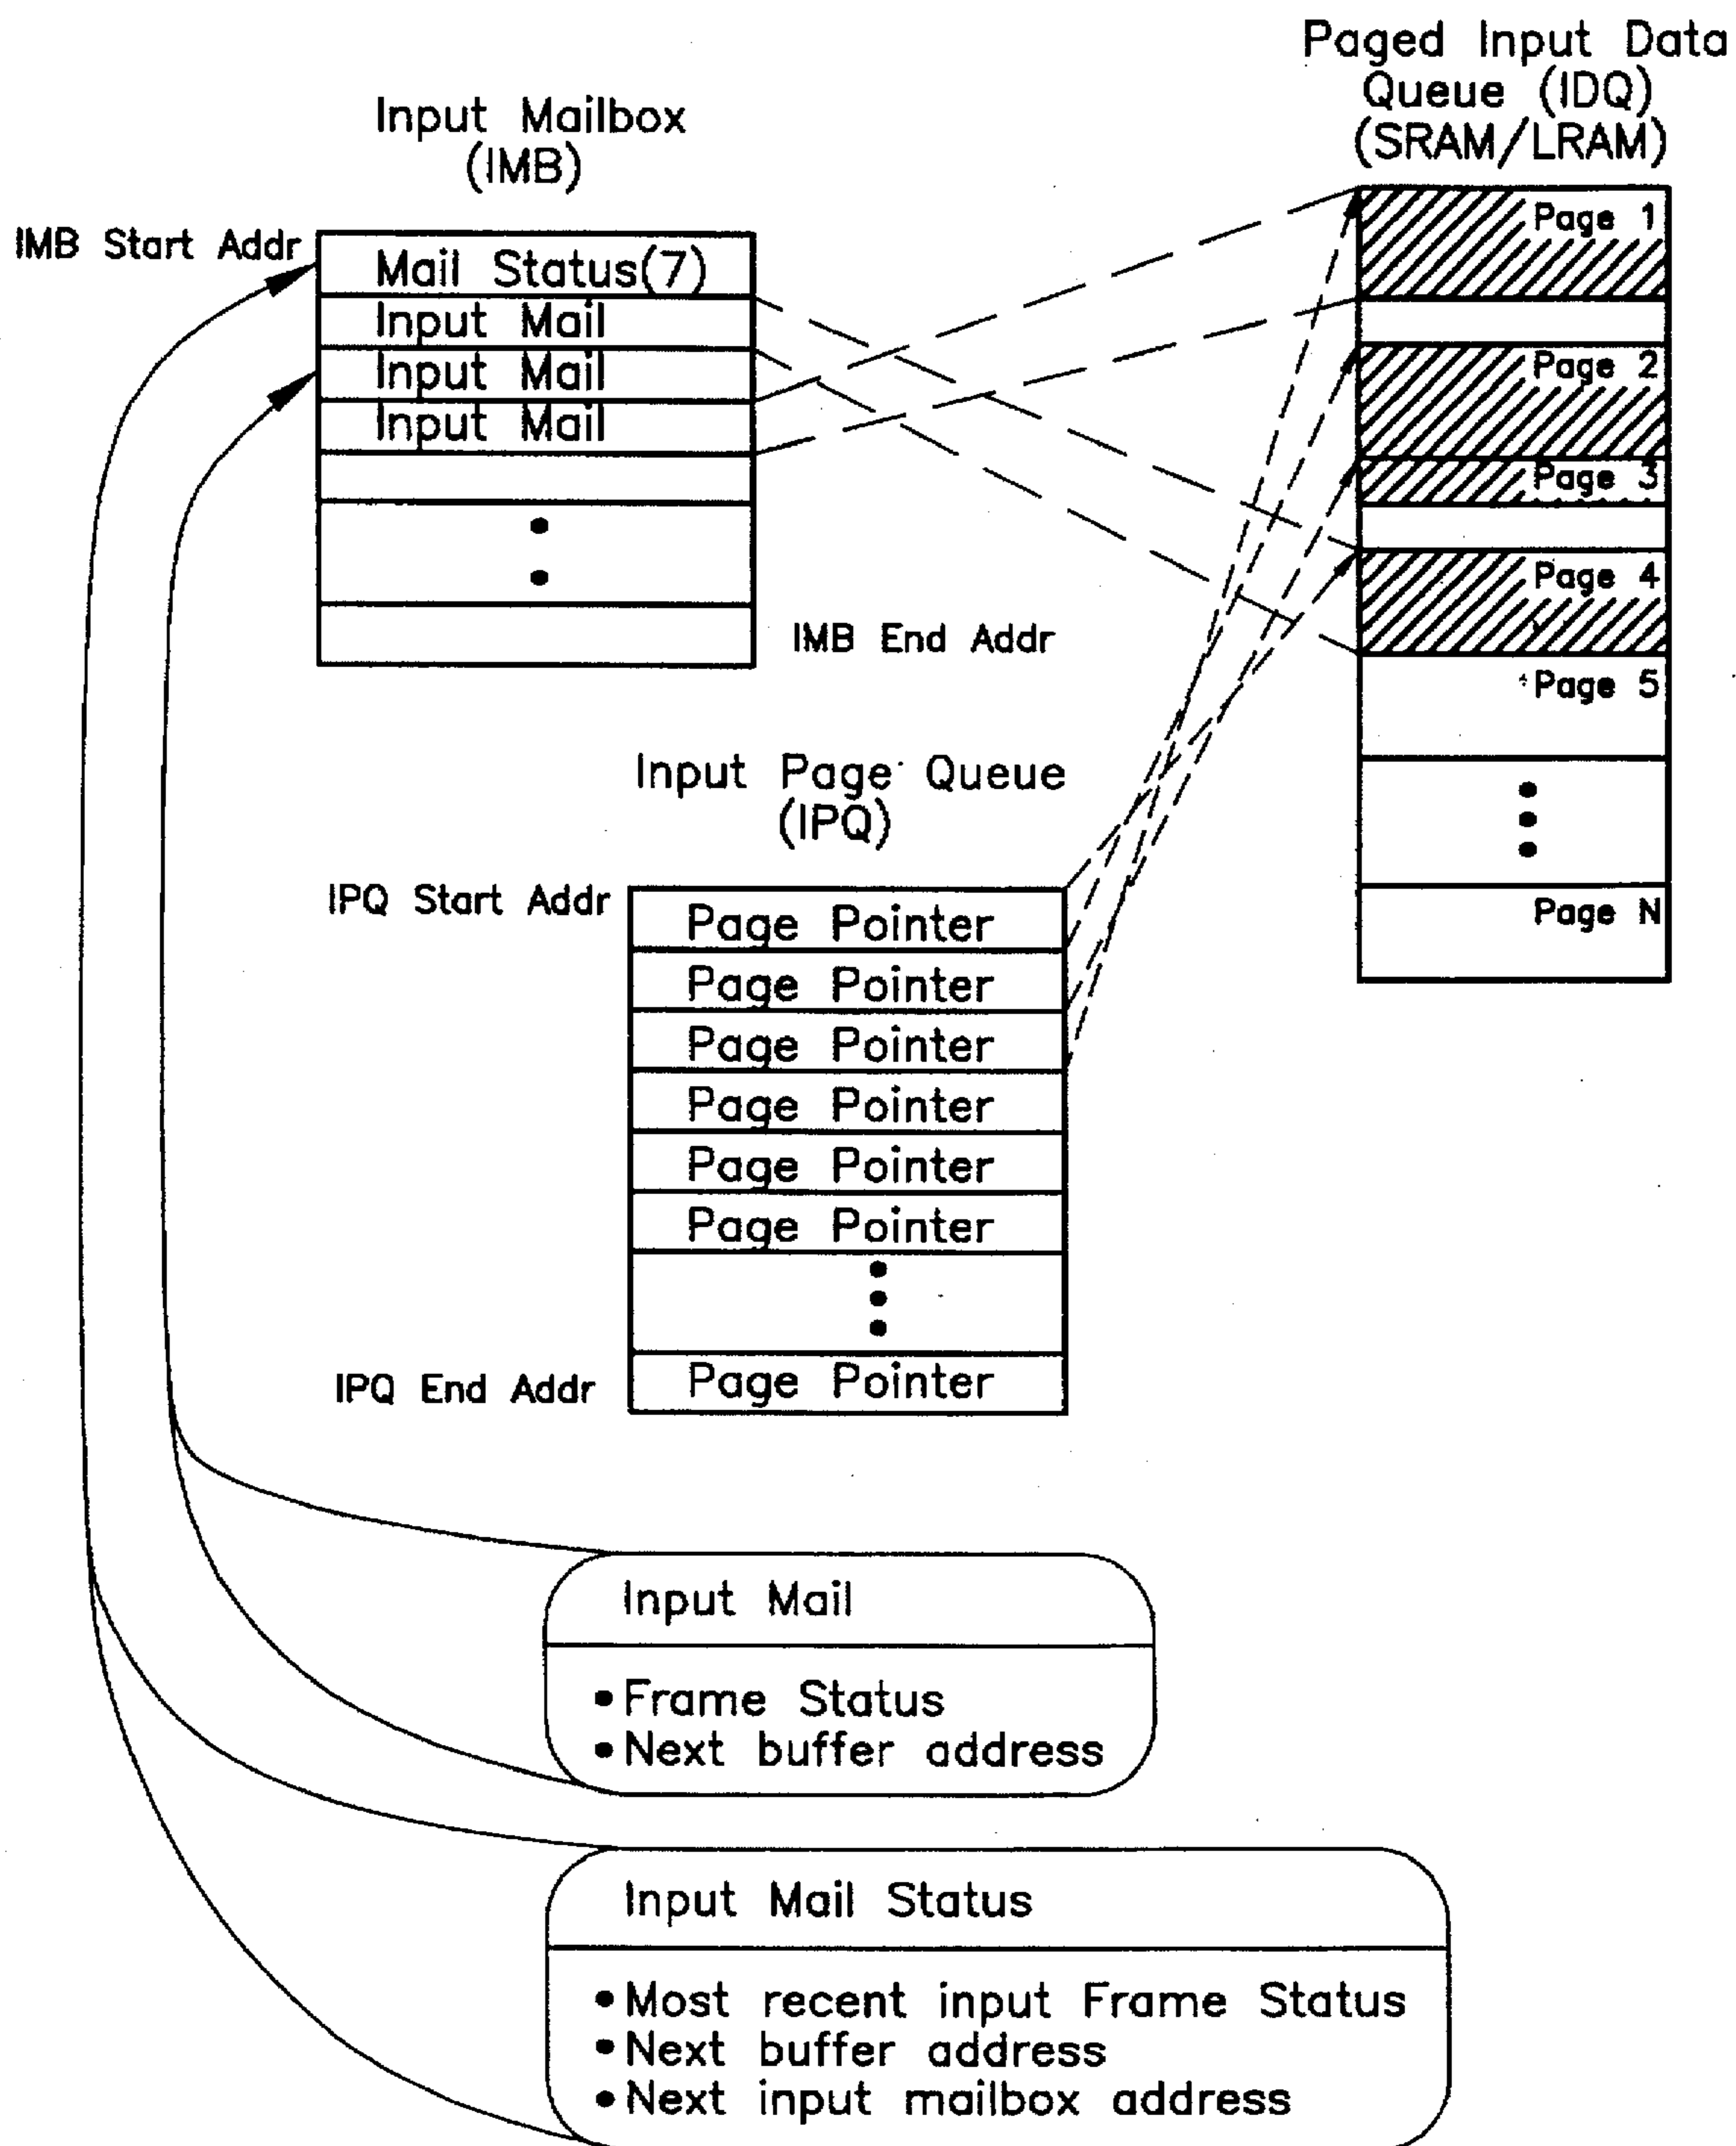 Paged Input Data
Queue (IDQ)
(SRAM/LRAM)
Input Mailbox
(IMB)
IMB Start Addr
Mail Status(7)
Input Mail
Input Mail
Input Mail
IMB End Addr
Page 1
Page 2
Page 3
Page 4
Page 5
Page N
Input Page Queue
(IPQ)
IPQ Start Addr
Page Pointer
Page Pointer
Page Pointer
Page Pointer
Page Pointer
Page Pointer
IPQ End Addr
Page Pointer
Input Mail
• Frame Status
• Next buffer address
Input Mail Status
• Most recent input Frame Status
• Next buffer address
• Next input mailbox address